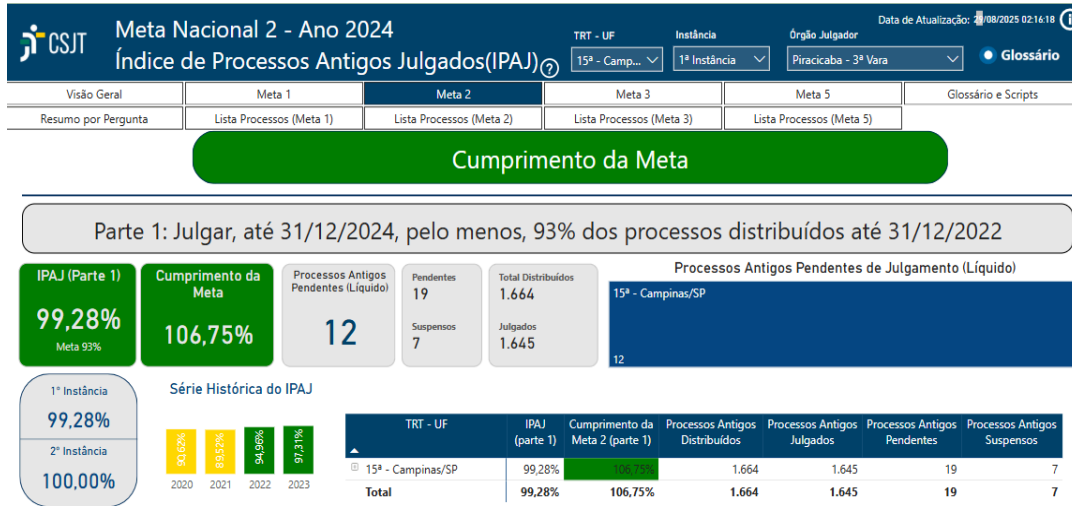 CSJT
Meta Nacional 2 - Ano 2024
Índice de Processos Antigos Julgados(IPAJ)
Data de Atualização: /08/2025 02:16:18
TRT - UF
Instância
Órgão Julgador
15ª - Camp...
1ª Instância
Piracicaba - 3ª Vara
Glossário
Visão Geral
Meta 1
Meta 2
Meta 3
Meta 5
Glossário e Scripts
Resumo por Pergunta
Lista Processos (Meta 1)
Lista Processos (Meta 2)
Lista Processos (Meta 3)
Lista Processos (Meta 5)
Cumprimento da Meta
Parte 1: Julgar, até 31/12/2024, pelo menos, 93% dos processos distribuídos até 31/12/2022
IPAJ (Parte 1)
99,28%
Meta 93%
Cumprimento da
Meta
106,75%
Processos Antigos
Pendentes (Líquido)
12
Pendentes
19
Suspensos
7
Total Distribuídos
1.664
Julgados
1.645
Processos Antigos Pendentes de Julgamento (Líquido)
15ª - Campinas/SP
12
1ª Instância
99,28%
2ª Instância
100,00%
Série Histórica do IPAJ
90,62%
89,52%
94,96%
97,31%
2020 2021 2022 2023
TRT - UF
IPAJ
(parte 1)
Cumprimento da
Meta 2 (parte 1)
Processos Antigos
Distribuídos
Processos Antigos
Julgados
Processos Antigos
Pendentes
Processos Antigos
Suspensos
15ª - Campinas/SP 99,28% 106,75% 1.664 1.645 19 7
Total 99,28% 106,75% 1.664 1.645 19 7